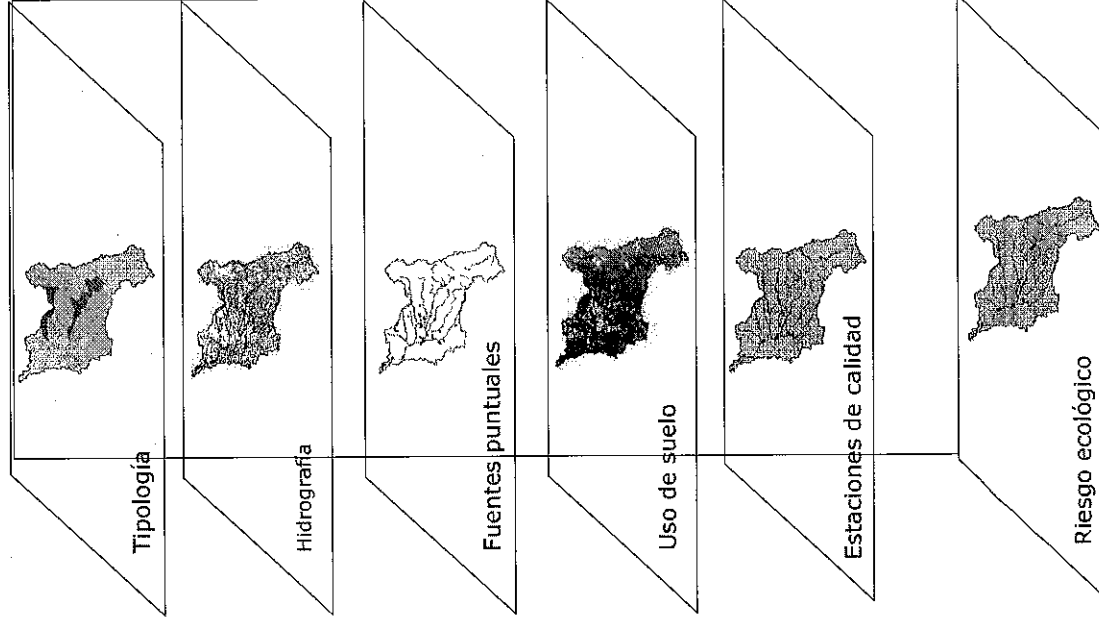 Tipología
Hidrografía
Fuentes puntuales
Uso de suelo
Estaciones de calidad
Riesgo ecológico